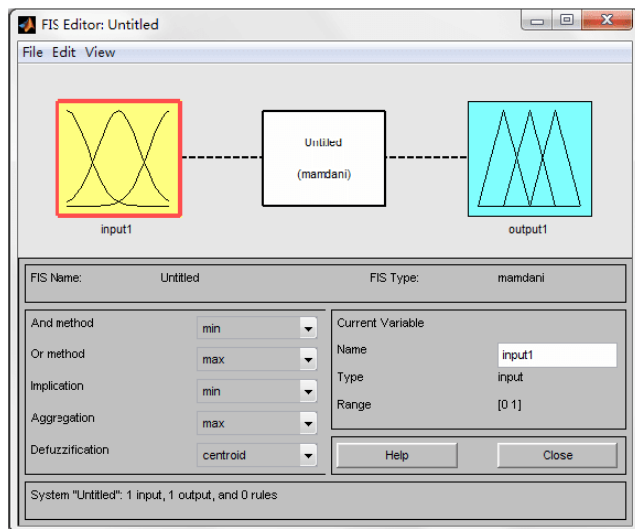 FIS Editor: Untitled
File Edit View
Untitled
(mamdani)
input1
output1
FIS Name: Untitled FIS Type: mamdani
And method min
Or method max
Implication min
Aggregation max
Defuzzification centroid
Current Variable
Name input1
Type input
Range [0 1]
Help Close
System "Untitled": 1 input, 1 output, and 0 rules